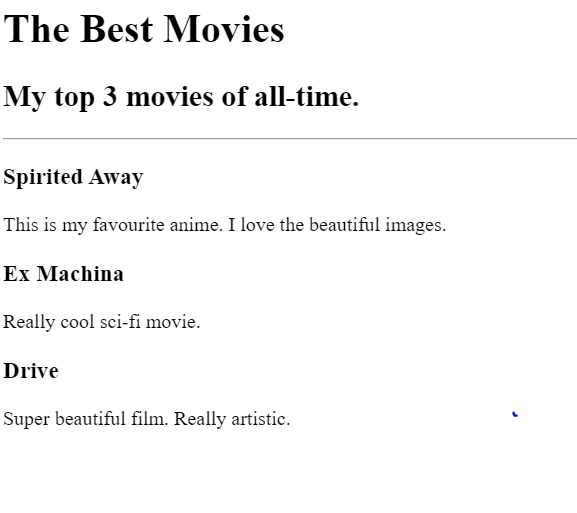 The Best Movies
My top 3 movies of all-time.
Spirited Away
This is my favourite anime. I love the beautiful images.
Ex Machina
Really cool sci-fi movie.
Drive
Super beautiful film. Really artistic.